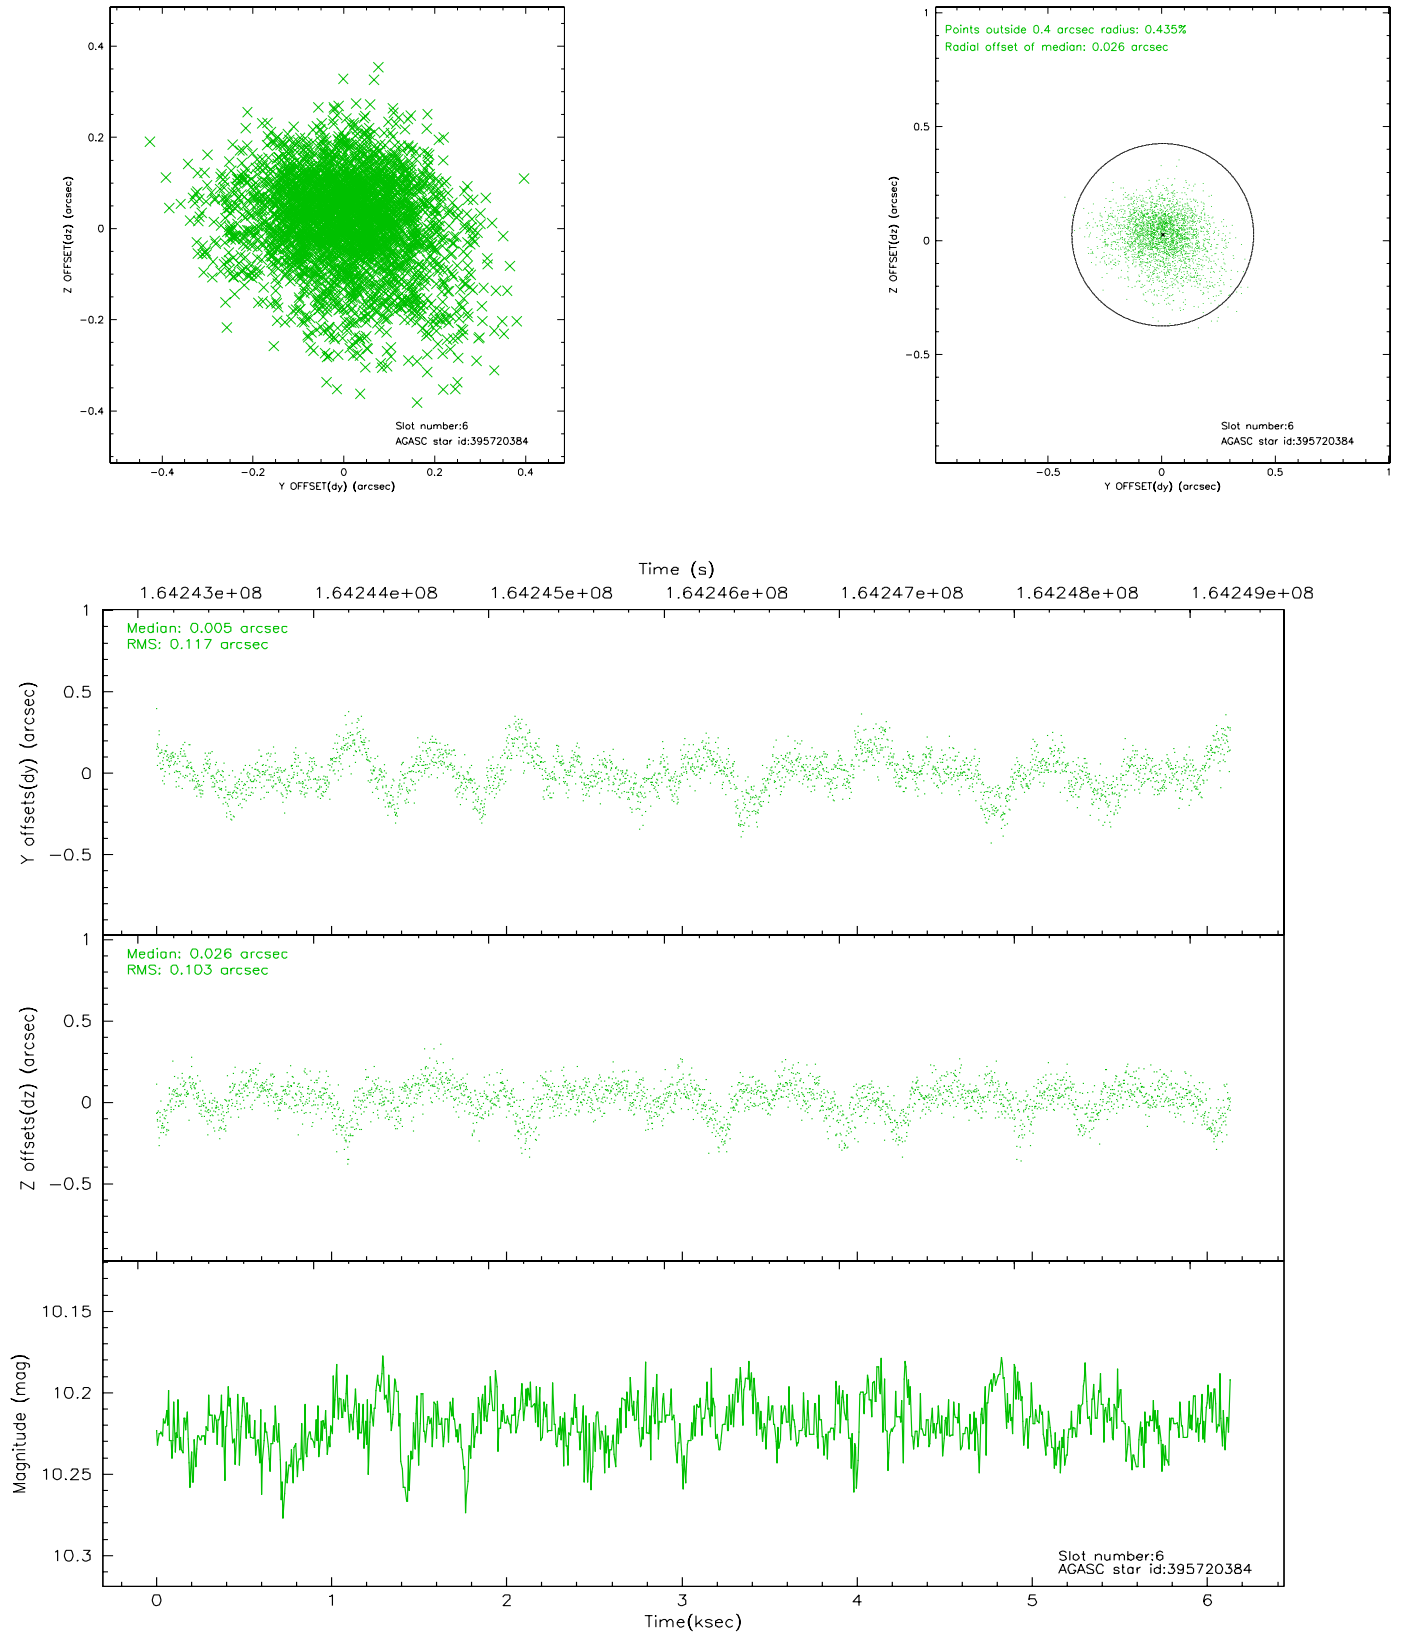 0.4
0.2
0
−0.2
−0.4
Z OFFSET(dz) (arcsec)
Slot number:6
AGASC star id:395720384
−0.4 −0.2 0 0.2 0.4
Y OFFSET(dy) (arcsec)
Points outside 0.4 arcsec radius: 0.435%
Radial offset of median: 0.026 arcsec
1
0.5
0
−0.5
Z OFFSET(dz) (arcsec)
Slot number:6
AGASC star id:395720384
−0.5 0 0.5 1
Y OFFSET(dy) (arcsec)
Time (s)
1.64243e+08 1.64244e+08 1.64245e+08 1.64246e+08 1.64247e+08 1.64248e+08 1.64249e+08
Median: 0.005 arcsec
RMS: 0.117 arcsec
1
0.5
0
−0.5
Y offsets(dy) (arcsec)
Median: 0.026 arcsec
RMS: 0.103 arcsec
1
0.5
0
−0.5
Z offsets(dz) (arcsec)
10.15
10.2
10.25
10.3
Magnitude (mag)
Slot number:6
AGASC star id:395720384
0 1 2 3 4 5 6
Time(ksec)